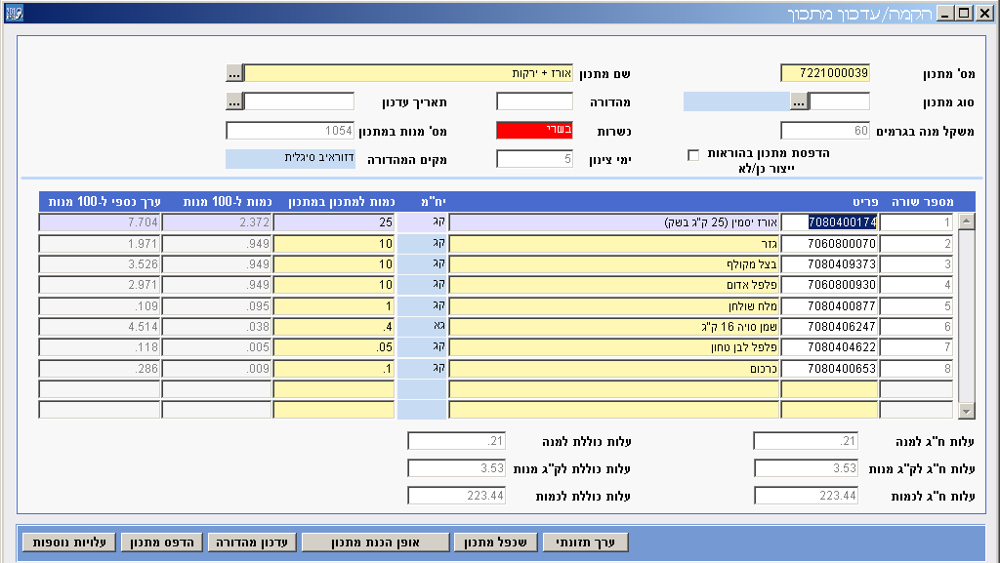 הקמה/עדכון מתכון
מס' מתכון 7221000039 שם מתכון אורז + ירקות ...
סוג מתכון ... מהדורה תאריך עדכון ...
משקל מנה בגרמים 60 כשרות בשרי מס' מנות במתכון 1054
הדפסת מתכון בהוראות ימי צינון 5 מקים המהדורה דזוראיב סיגלית
ייצור כן/לא
מספר שורה פריט יח"מ כמות למתכון במתכון כמות ל-100 מנות ערך כספי ל-100 מנות
1 7080400174 אורז יסמין (25 ק"ג בשק) קג 25 2.372 7.704
2 7060800070 גזר קג 10 .949 1.971
3 7080409373 בצל מקולף קג 10 .949 3.526
4 7060800930 פלפל אדום קג 10 .949 2.971
5 7080400877 מלח שולחן קג 1 .095 .109
6 7080406247 שמן סויה 16 ק"ג גא .4 .038 4.514
7 7080404622 פלפל לבן טחון קג .05 .005 .118
8 7080400653 כרכום קג .1 .009 .286
עלות ח"ג למנה .21 עלות כוללת למנה .21
עלות ח"ג לק"ג מנות 3.53 עלות כוללת לק"ג מנות 3.53
עלות ח"ג לכמות 223.44 עלות כוללת לכמות 223.44
ערך תזונתי שכפל מתכון אופן הכנת מתכון עדכון מהדורה הדפס מתכון עלויות נוספות